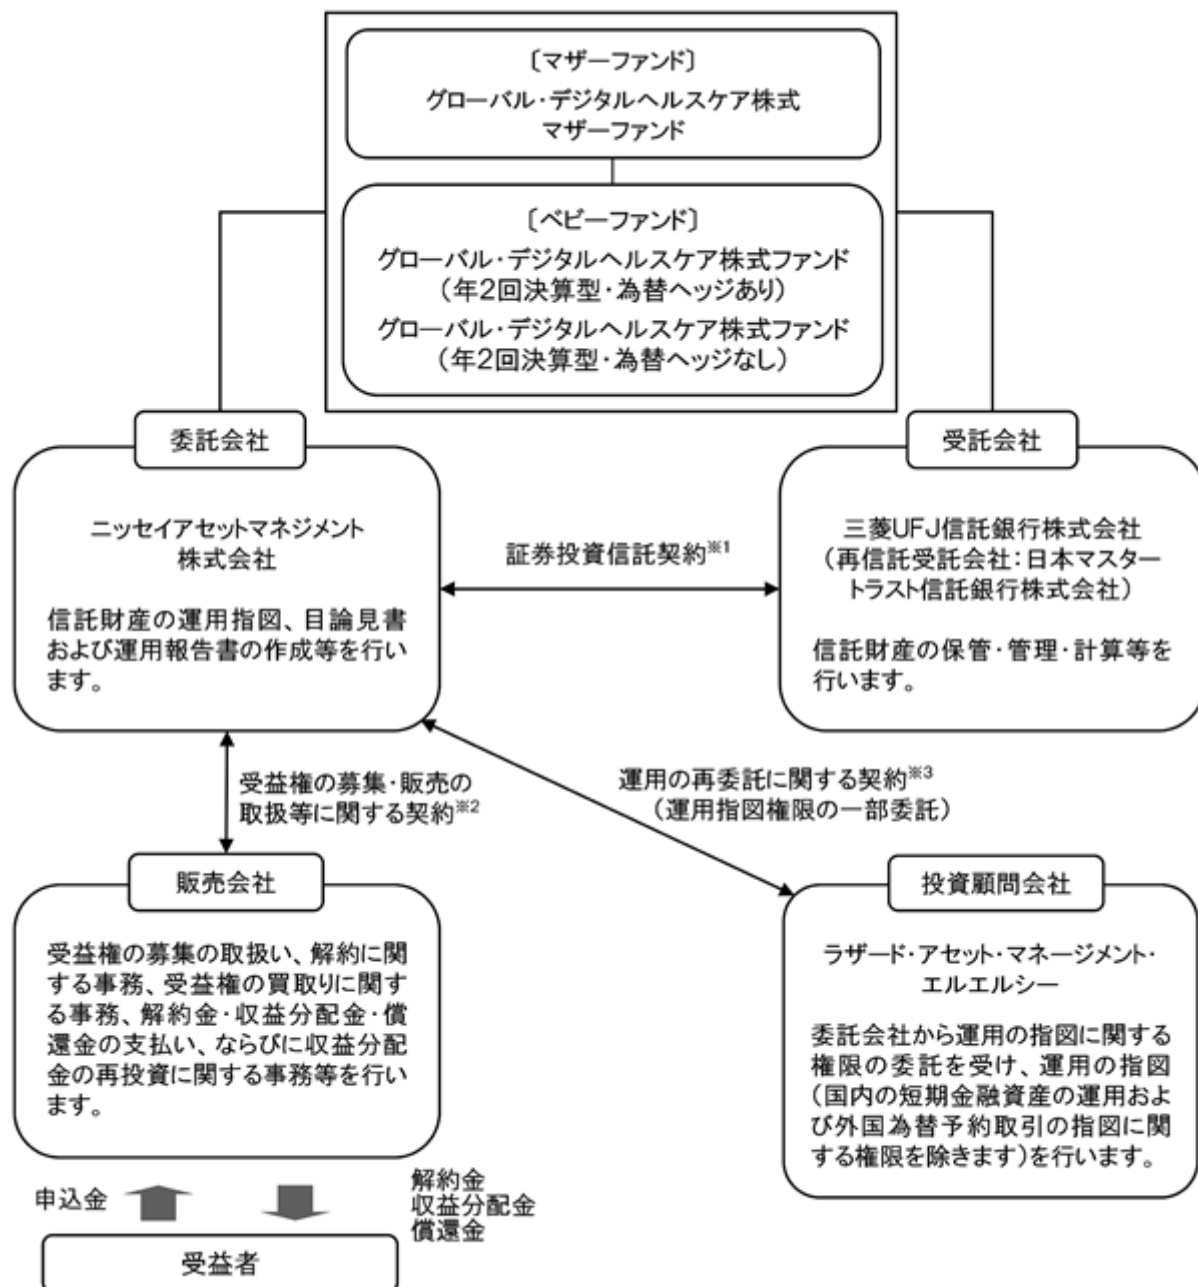 〔マザーファンド〕
グローバル・デジタルヘルスケア株式
マザーファンド
〔ベビーファンド〕
グローバル・デジタルヘルスケア株式ファンド
（年2回決算型・為替ヘッジあり）
グローバル・デジタルヘルスケア株式ファンド
（年2回決算型・為替ヘッジなし）
委託会社
ニッセイアセットマネジメント
株式会社
信託財産の運用指図、目論見書
および運用報告書の作成等を行い
ます。
証券投資信託契約※1
受託会社
三菱UFJ信託銀行株式会社
（再信託受託会社：日本マスター
トラスト信託銀行株式会社）
信託財産の保管・管理・計算等を
行います。
受益権の募集・販売の
取扱等に関する契約※2
運用の再委託に関する契約※3
（運用指図権限の一部委託）
販売会社
受益権の募集の取扱い、解約に関
する事務、受益権の買取りに関す
る事務、解約金・収益分配金・償
還金の支払い、ならびに収益分配
金の再投資に関する事務等を行い
ます。
投資顧問会社
ラザード・アセット・マネージメント・
エルエルシー
委託会社から運用の指図に関する
権限の委託を受け、運用の指図
（国内の短期金融資産の運用およ
び外国為替予約取引の指図に関
する権限を除きます）を行います。
申込金
解約金
収益分配金
償還金
受益者